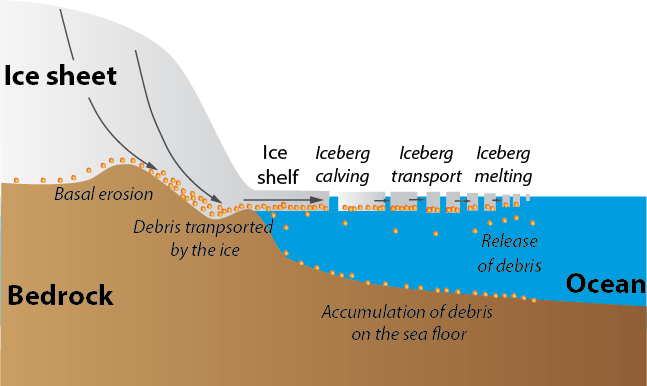 Ice sheet
Ice
shelf
Iceberg
calving
Iceberg
transport
Iceberg
melting
Basal erosion
Debris tranpsorted
by the ice
Release
of debris
Bedrock
Ocean
Accumulation of debris
on the sea floor